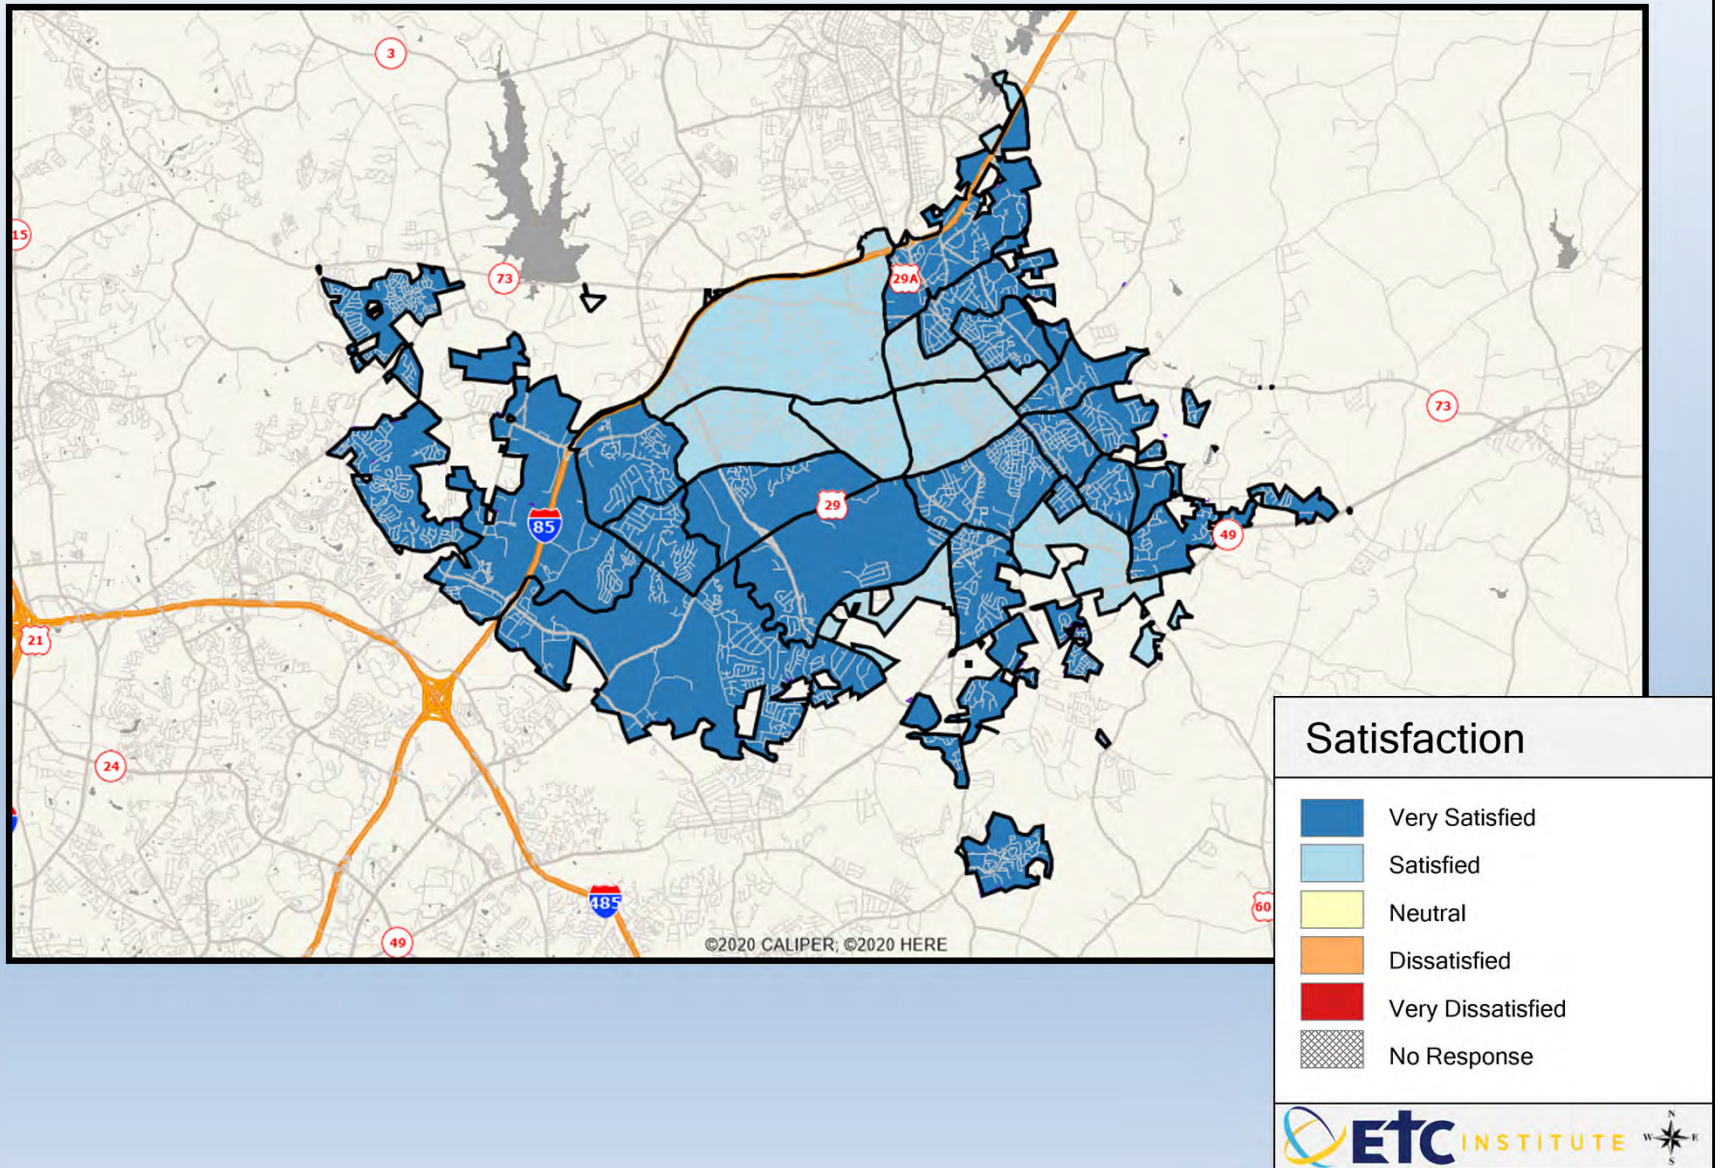 3
15
73
29A
73
29
85
49
21
24
485
60
49
©2020 CALIPER; ©2020 HERE
Satisfaction
Very Satisfied
Satisfied
Neutral
Dissatisfied
Very Dissatisfied
No Response
ETC INSTITUTE
N
W E
S